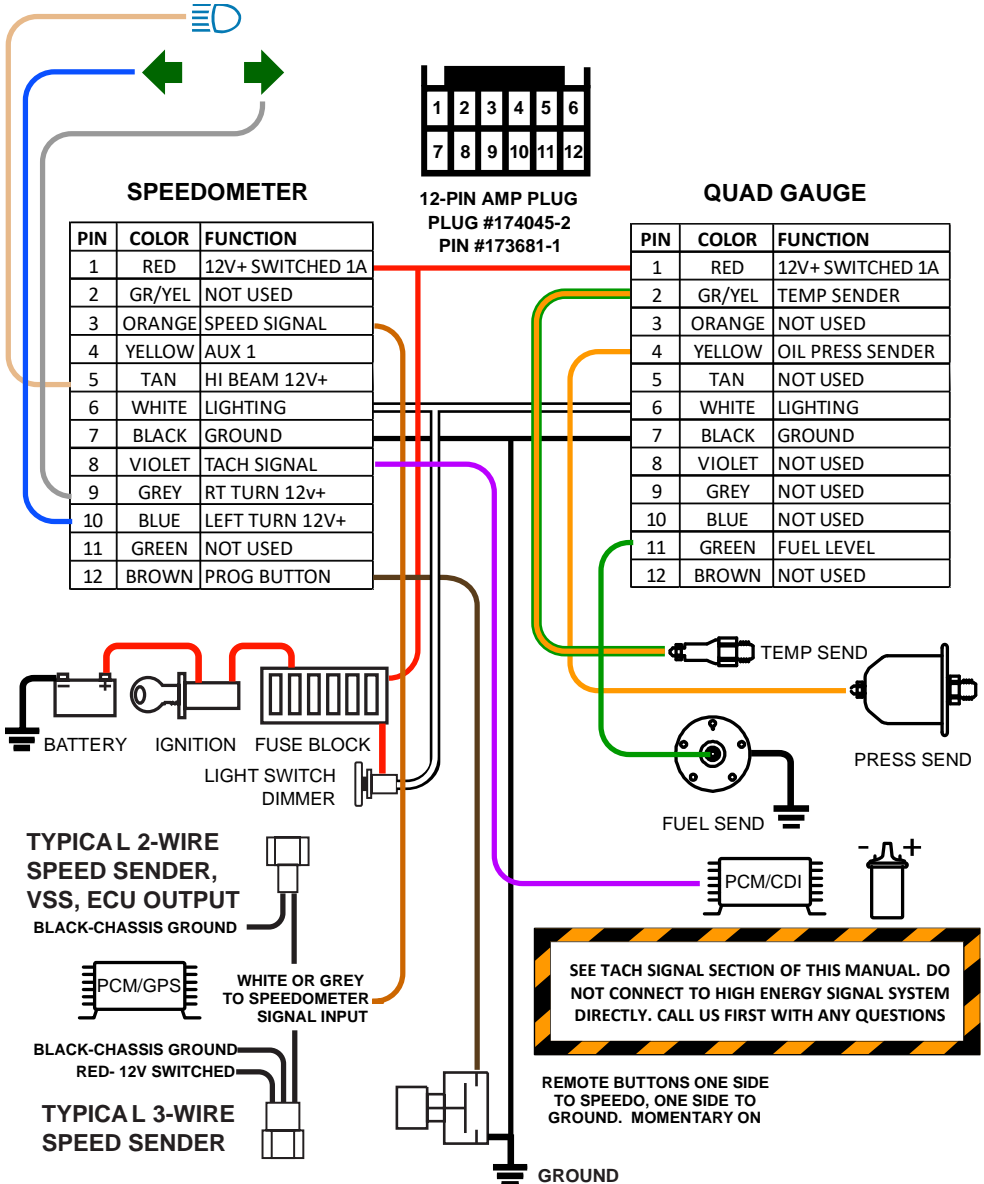 1 2 3 4 5 6
7 8 9 10 11 12
12-PIN AMP PLUG
PLUG #174045-2
PIN #173681-1
SPEEDOMETER
PIN COLOR FUNCTION
1 RED 12V+ SWITCHED 1A
2 GR/YEL NOT USED
3 ORANGE SPEED SIGNAL
4 YELLOW AUX 1
5 TAN HI BEAM 12V+
6 WHITE LIGHTING
7 BLACK GROUND
8 VIOLET TACH SIGNAL
9 GREY RT TURN 12v+
10 BLUE LEFT TURN 12V+
11 GREEN NOT USED
12 BROWN PROG BUTTON
QUAD GAUGE
PIN COLOR FUNCTION
1 RED 12V+ SWITCHED 1A
2 GR/YEL TEMP SENDER
3 ORANGE NOT USED
4 YELLOW OIL PRESS SENDER
5 TAN NOT USED
6 WHITE LIGHTING
7 BLACK GROUND
8 VIOLET NOT USED
9 GREY NOT USED
10 BLUE NOT USED
11 GREEN FUEL LEVEL
12 BROWN NOT USED
TEMP SEND
PRESS SEND
FUEL SEND
- +
BATTERY
IGNITION
FUSE BLOCK
LIGHT SWITCH
DIMMER
TYPICAL 2-WIRE
SPEED SENDER,
VSS, ECU OUTPUT
BLACK-CHASSIS GROUND
PCM/GPS
WHITE OR GREY
TO SPEEDOMETER
SIGNAL INPUT
BLACK-CHASSIS GROUND
RED- 12V SWITCHED
TYPICAL 3-WIRE
SPEED SENDER
PCM/CDI
- +
SEE TACH SIGNAL SECTION OF THIS MANUAL. DO
NOT CONNECT TO HIGH ENERGY SIGNAL SYSTEM
DIRECTLY. CALL US FIRST WITH ANY QUESTIONS
REMOTE BUTTONS ONE SIDE
TO SPEEDO, ONE SIDE TO
GROUND. MOMENTARY ON
GROUND